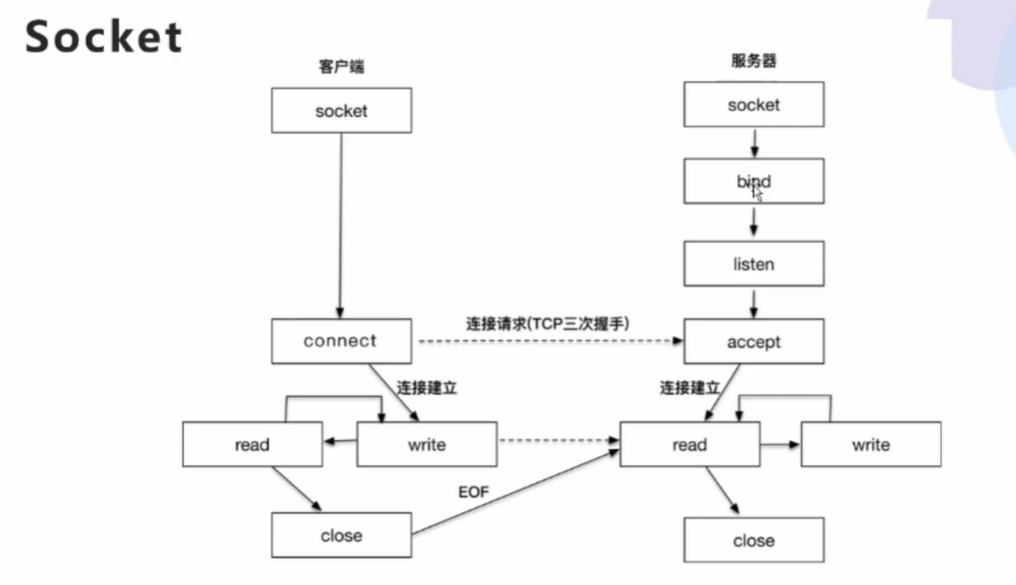 Socket
客户端
服务器
socket
socket
bind
listen
connect
连接请求(TCP三次握手)
accept
连接建立
连接建立
read
write
read
write
EOF
close
close